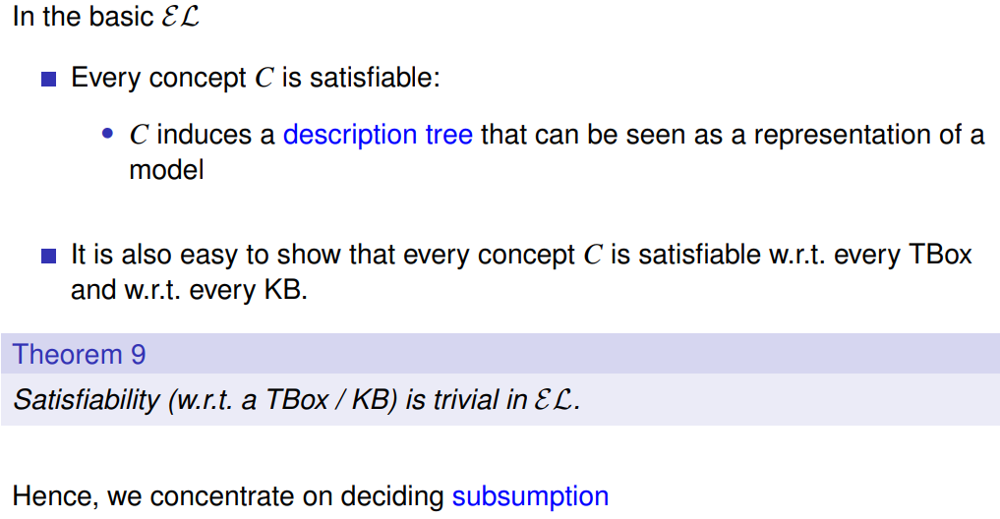 In the basic ℰℒ
Every concept C is satisfiable:
C induces a description tree that can be seen as a representation of a
model
It is also easy to show that every concept C is satisfiable w.r.t. every TBox
and w.r.t. every KB.
Theorem 9
Satisfiability (w.r.t. a TBox / KB) is trivial in ℰℒ.
Hence, we concentrate on deciding subsumption